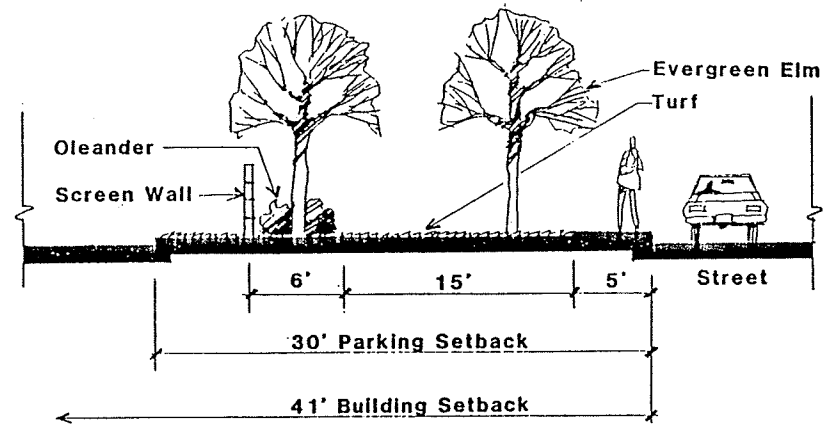 Evergreen Elm
Turf
Oleander
Screen Wall
6' 15' 5' Street
30' Parking Setback
41' Building Setback